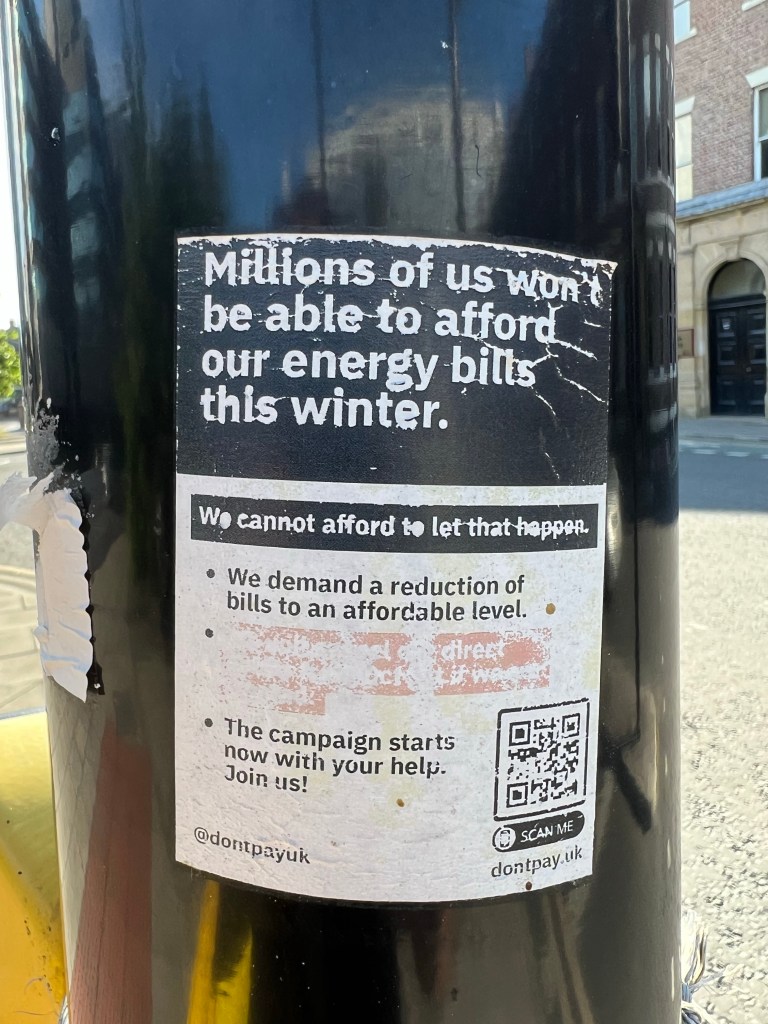 Millions of us won't
be able to afford
our energy bills
this winter.
We cannot afford to let that happen.
• We demand a reduction of
bills to an affordable level.
• direct
if we
• The campaign starts
now with your help.
Join us!
SCAN ME
@dontpayuk
dontpay.uk